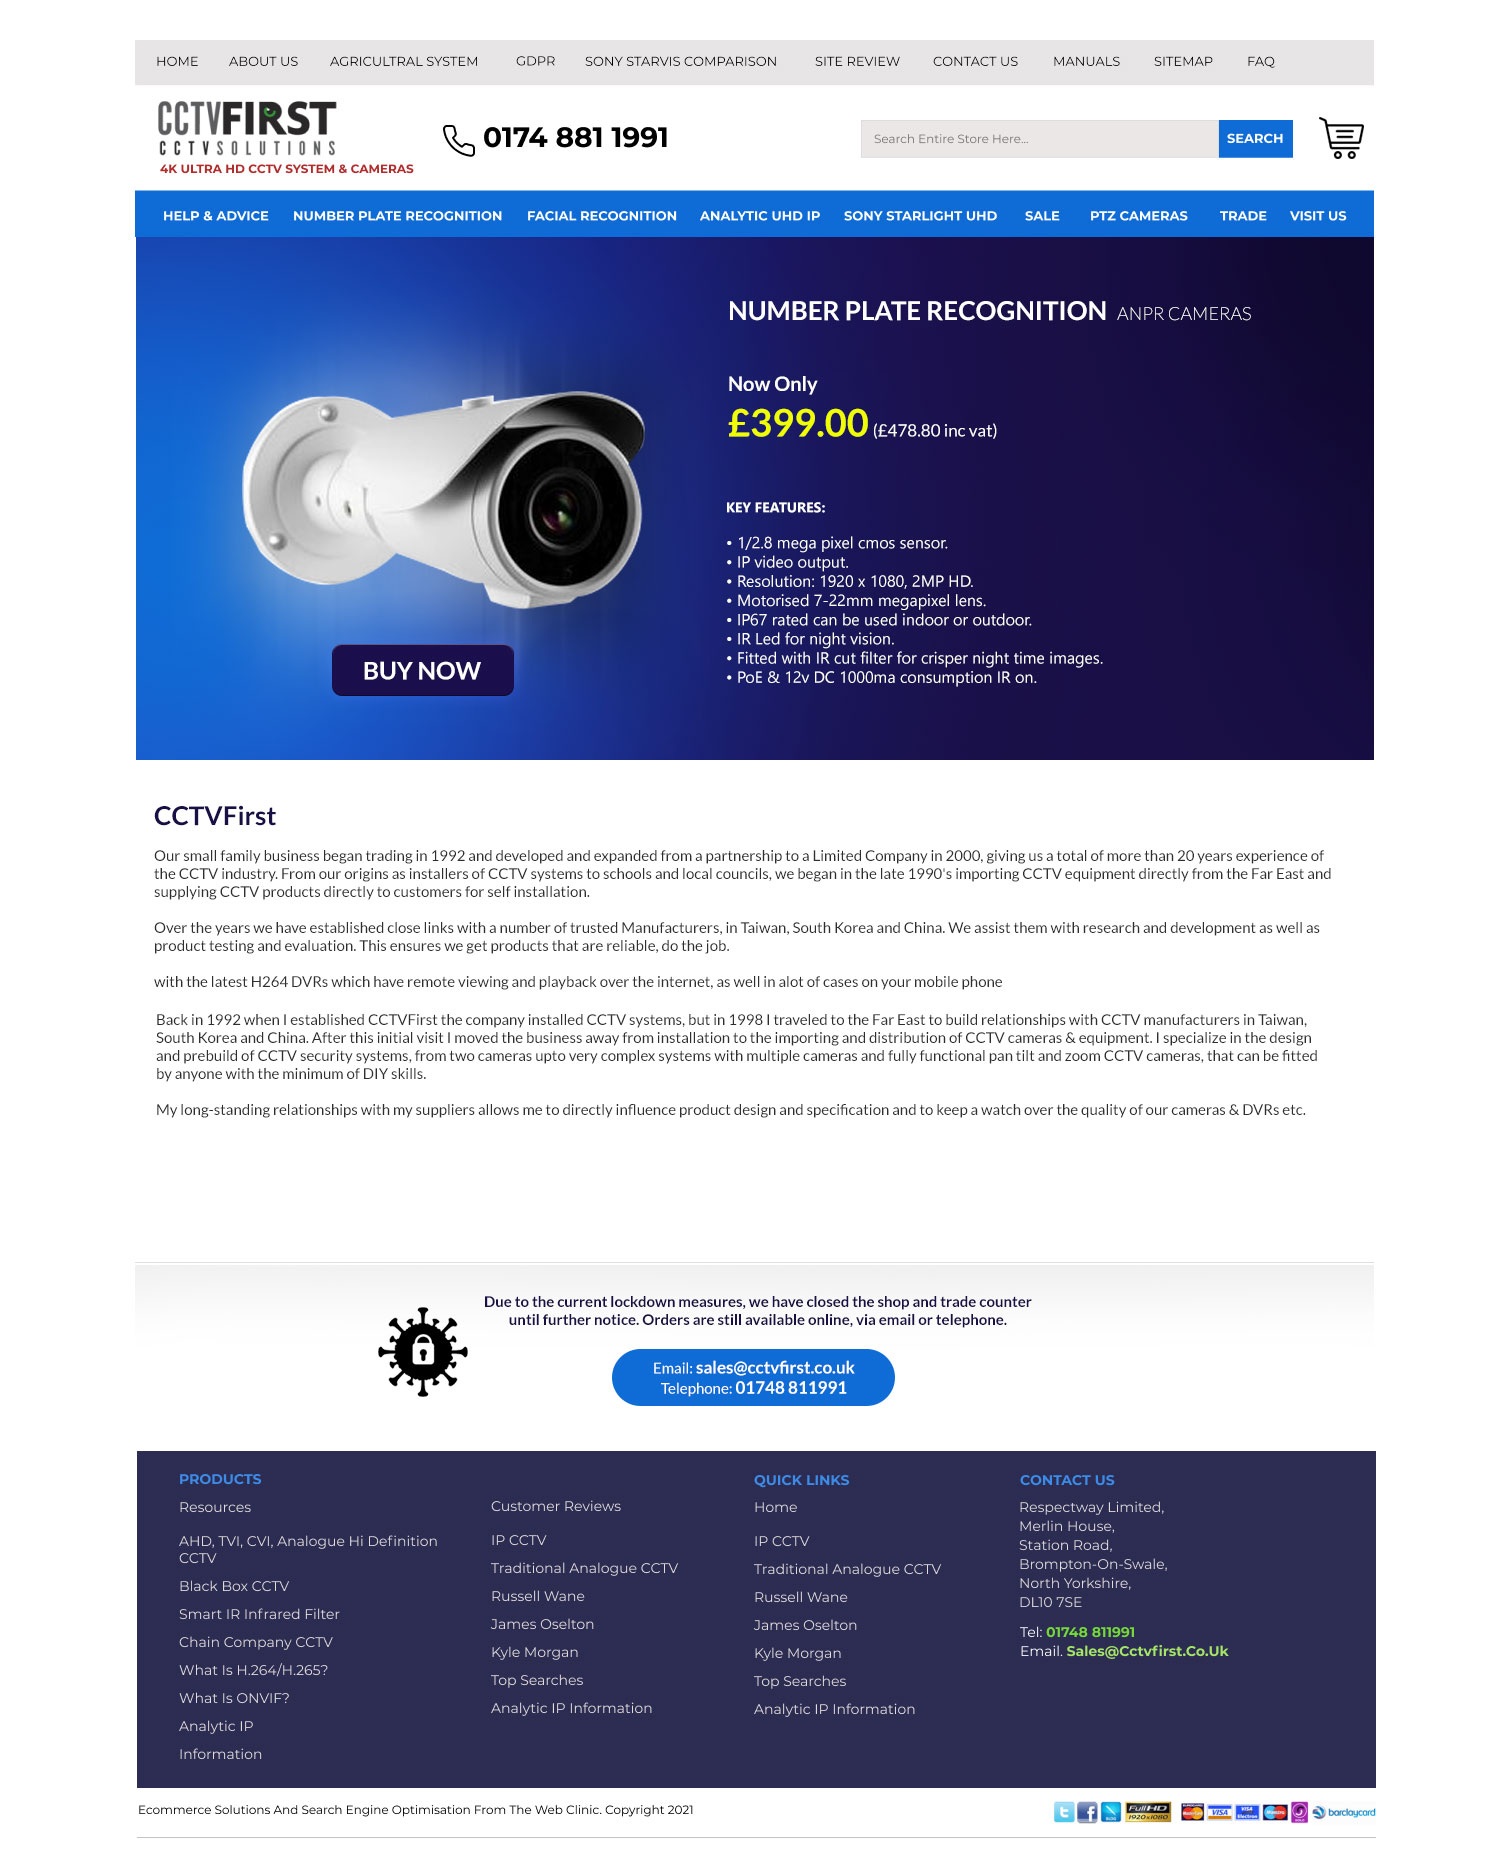 HOME ABOUT US AGRICULTRAL SYSTEM GDPR SONY STARVIS COMPARISON SITE REVIEW CONTACT US MANUALS SITEMAP FAQ
CCTVFIRST
CCTVSOLUTIONS
4K ULTRA HD CCTV SYSTEM & CAMERAS
0174 881 1991
Search Entire Store Here...
SEARCH
HELP & ADVICE NUMBER PLATE RECOGNITION FACIAL RECOGNITION ANALYTIC UHD IP SONY STARLIGHT UHD SALE PTZ CAMERAS TRADE VISIT US
NUMBER PLATE RECOGNITION ANPR CAMERAS
Now Only
£399.00 (£478.80 inc vat)
KEY FEATURES:
• 1/2.8 mega pixel cmos sensor.
• IP video output.
• Resolution: 1920 x 1080, 2MP HD.
• Motorised 7-22mm megapixel lens.
• IP67 rated can be used indoor or outdoor.
• IR Led for night vision.
• Fitted with IR cut filter for crisper night time images.
• PoE & 12v DC 1000ma consumption IR on.
BUY NOW
CCTVFirst
Our small family business began trading in 1992 and developed and expanded from a partnership to a Limited Company in 2000, giving us a total of more than 20 years experience of
the CCTV industry. From our origins as installers of CCTV systems to schools and local councils, we began in the late 1990's importing CCTV equipment directly from the Far East and
supplying CCTV products directly to customers for self installation.
Over the years we have established close links with a number of trusted Manufacturers, in Taiwan, South Korea and China. We assist them with research and development as well as
product testing and evaluation. This ensures we get products that are reliable, do the job.
with the latest H264 DVRs which have remote viewing and playback over the internet, as well in alot of cases on your mobile phone
Back in 1992 when I established CCTVFirst the company installed CCTV systems, but in 1998 I traveled to the Far East to build relationships with CCTV manufacturers in Taiwan,
South Korea and China. After this initial visit I moved the business away from installation to the importing and distribution of CCTV cameras & equipment. I specialize in the design
and prebuild of CCTV security systems, from two cameras upto very complex systems with multiple cameras and fully functional pan tilt and zoom CCTV cameras, that can be fitted
by anyone with the minimum of DIY skills.
My long-standing relationships with my suppliers allows me to directly influence product design and specification and to keep a watch over the quality of our cameras & DVRs etc.
Due to the current lockdown measures, we have closed the shop and trade counter
until further notice. Orders are still available online, via email or telephone.
Email: sales@cctvfirst.co.uk
Telephone: 01748 811991
PRODUCTS
Resources
AHD, TVI, CVI, Analogue Hi Definition
CCTV
Black Box CCTV
Smart IR Infrared Filter
Chain Company CCTV
What Is H.264/H.265?
What Is ONVIF?
Analytic IP
Information
Customer Reviews
IP CCTV
Traditional Analogue CCTV
Russell Wane
James Oselton
Kyle Morgan
Top Searches
Analytic IP Information
QUICK LINKS
Home
IP CCTV
Traditional Analogue CCTV
Russell Wane
James Oselton
Kyle Morgan
Top Searches
Analytic IP Information
CONTACT US
Respectway Limited,
Merlin House,
Station Road,
Brompton-On-Swale,
North Yorkshire,
DL10 7SE
Tel: 01748 811991
Email. Sales@Cctvfirst.Co.Uk
Ecommerce Solutions And Search Engine Optimisation From The Web Clinic. Copyright 2021
Full HD
1920x1080
VISA
VISA
Electron
barclaycard